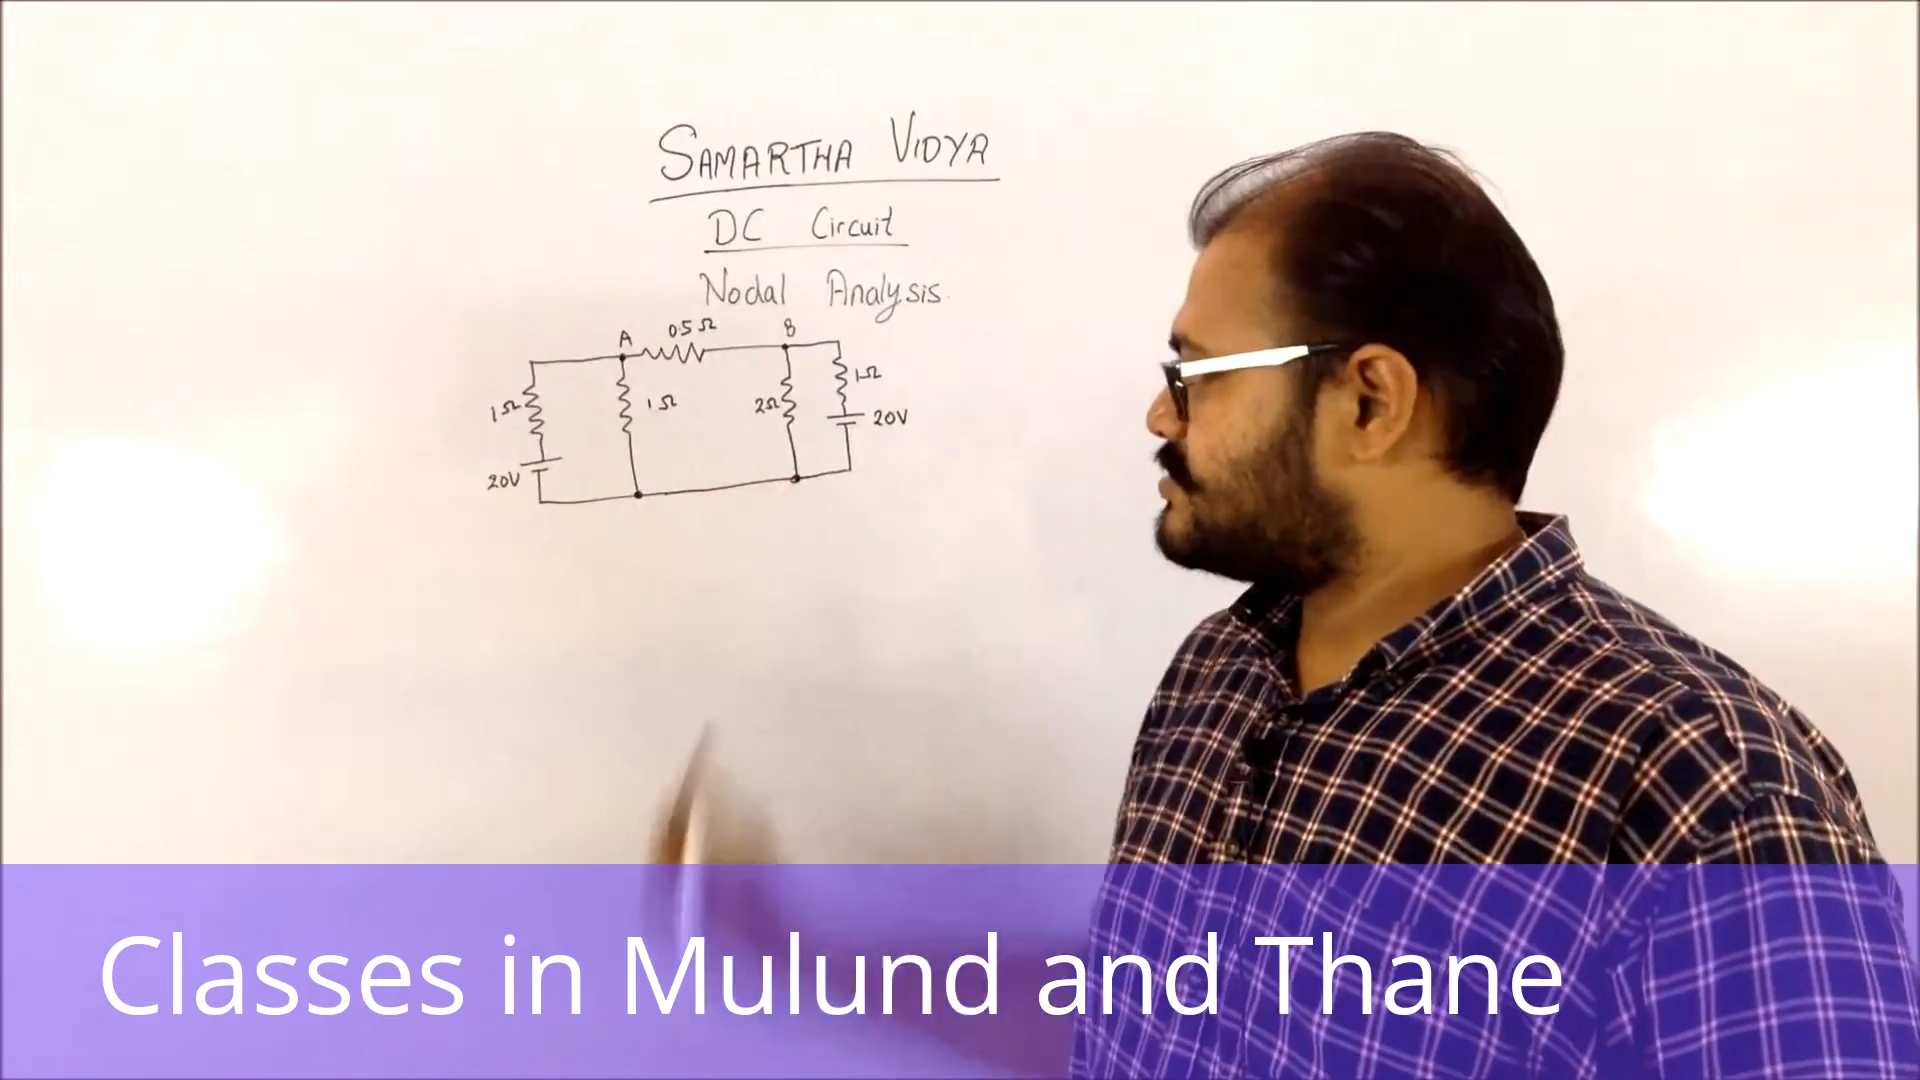 SAMARTHA VIDYA
DC Circuit
Nodal Analysis.
A 0.5Ω B
1Ω 1Ω 2Ω 1Ω
20V 20V
Classes in Mulund and Thane